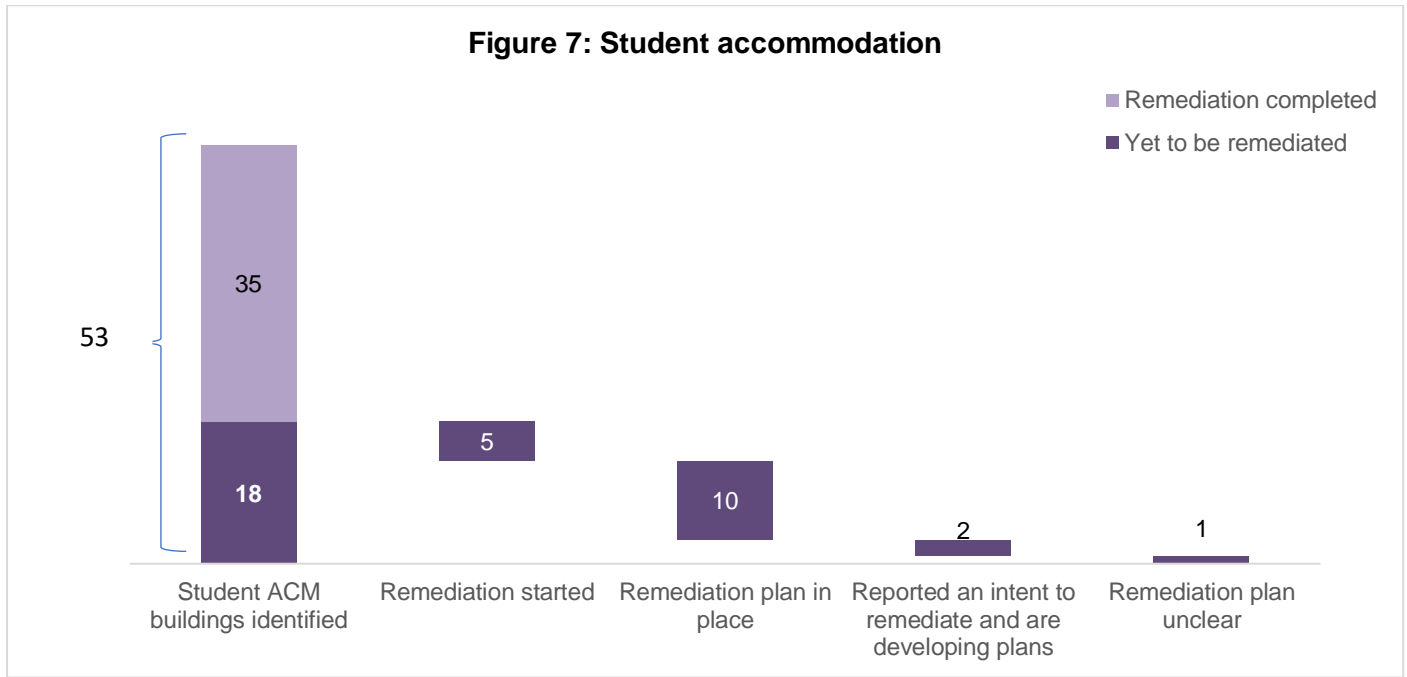 Figure 7: Student accommodation
Remediation completed
Yet to be remediated
53
35
18
5
10
2
1
Student ACM
buildings identified
Remediation started
Remediation plan in
place
Reported an intent to
remediate and are
developing plans
Remediation plan
unclear